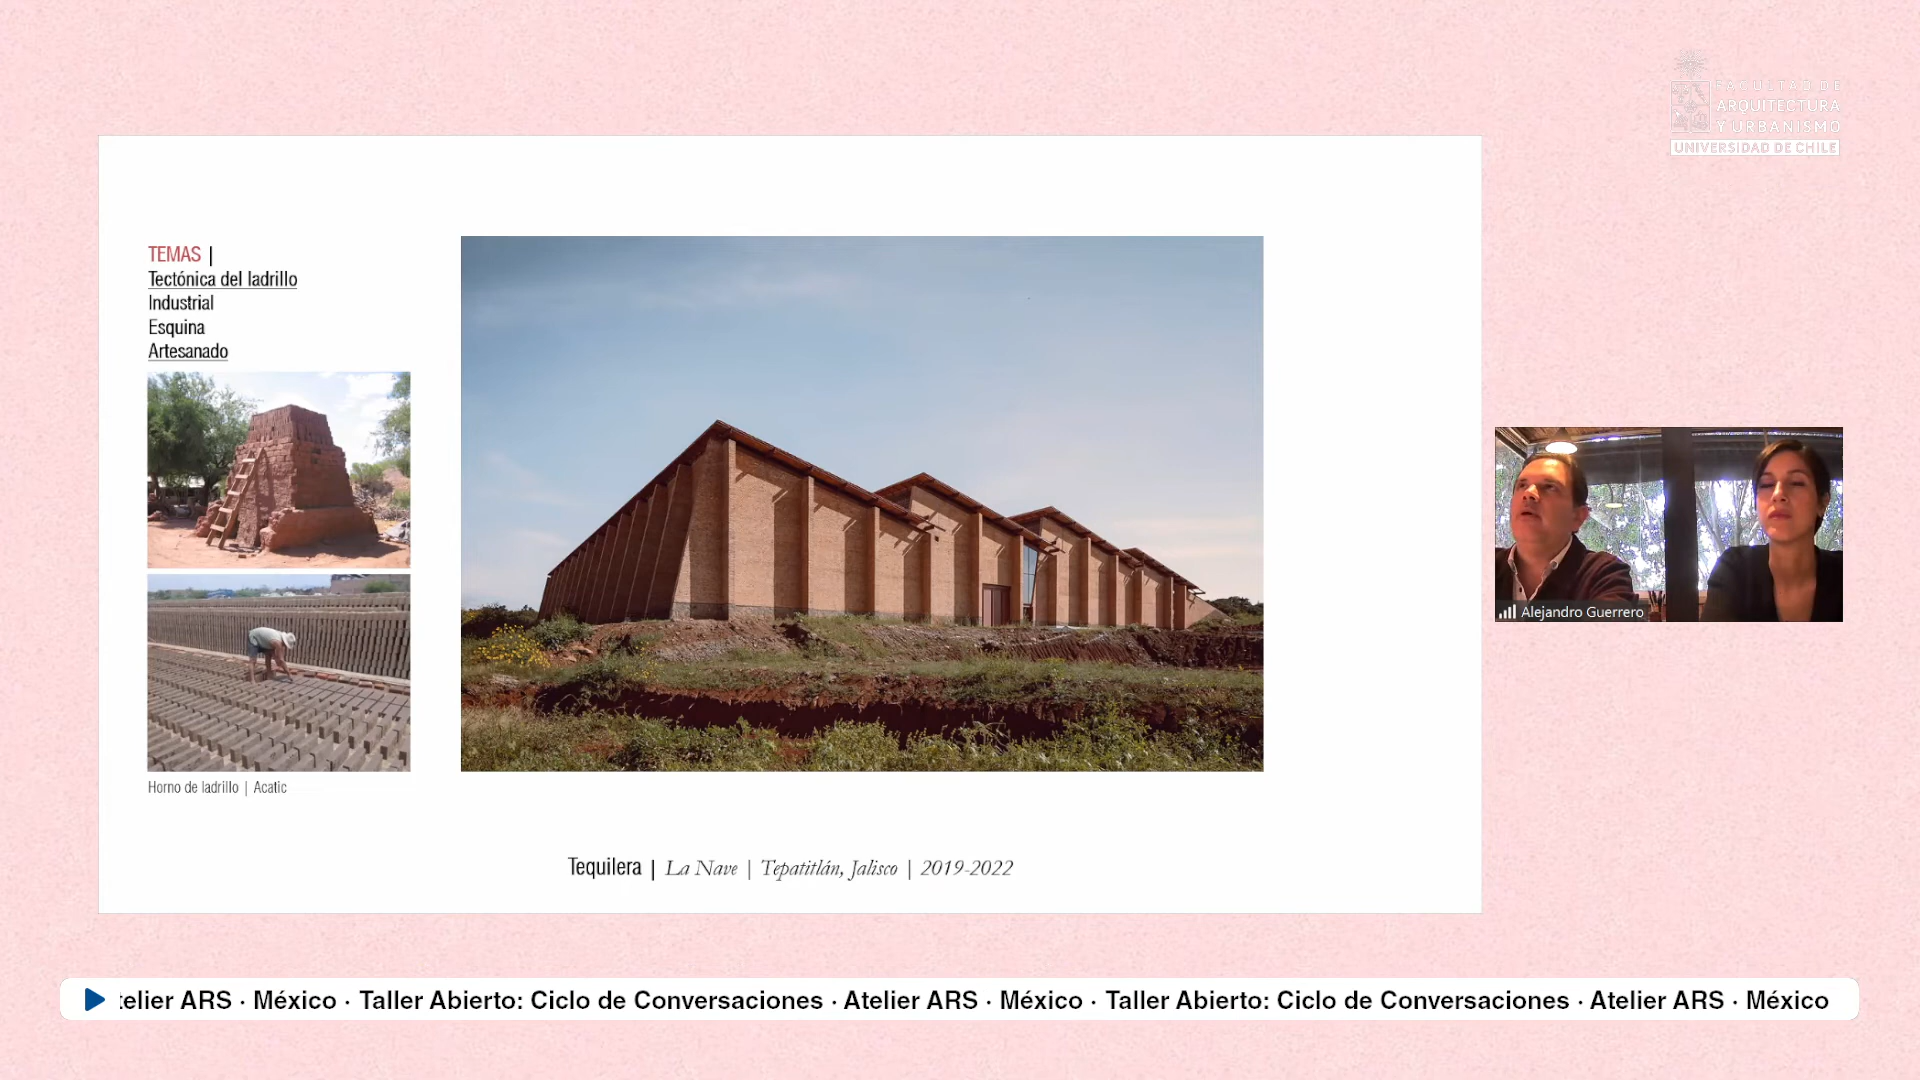 FACULTAD DE
ARQUITECTURA
Y URBANISMO
UNIVERSIDAD DE CHILE
TEMAS |
Tectónica del ladrillo
Industrial
Esquina
Artesanado
Horno de ladrillo | Acatic
Tequilera | La Nave | Tepatitlán, Jalisco | 2019-2022
Alejandro Guerrero
telier ARS · México · Taller Abierto: Ciclo de Conversaciones · Atelier ARS · México · Taller Abierto: Ciclo de Conversaciones · Atelier ARS · México